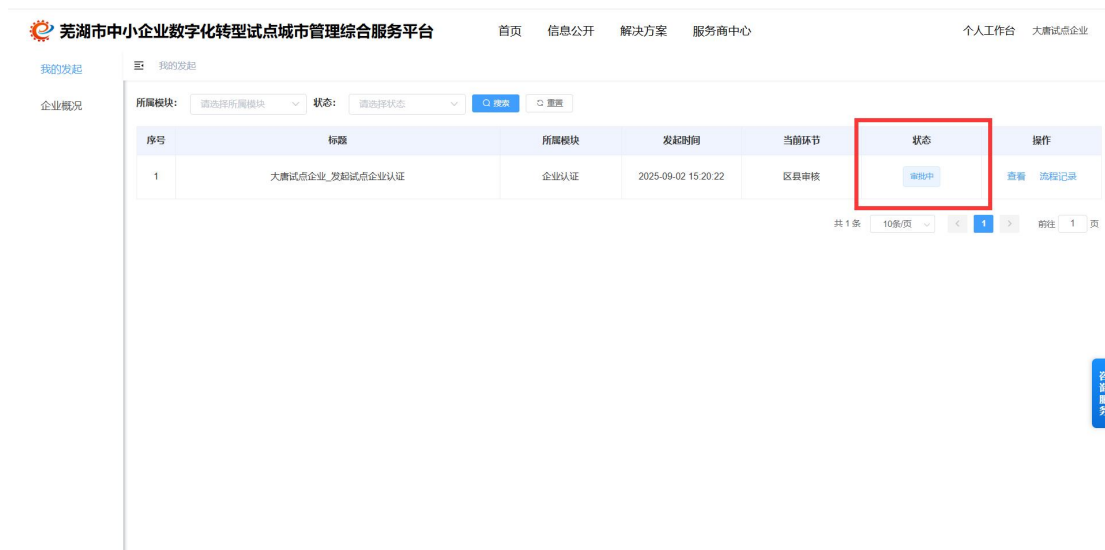 芜湖市中小企业数字化转型试点城市管理综合服务平台 首页 信息公开 解决方案 服务商中心 个人工作台 大唐试点企业
我的发起
企业概况
我的发起
所属模块： 请选择所属模块 状态： 请选择状态 搜索 重置
序号 标题 所属模块 发起时间 当前环节 状态 操作
1 大唐试点企业_发起试点企业认证 企业认证 2025-09-02 15:20:22 区县审核 审批中 查看 流程记录
共 1 条 10条/页 1 前往 1 页
咨询服务